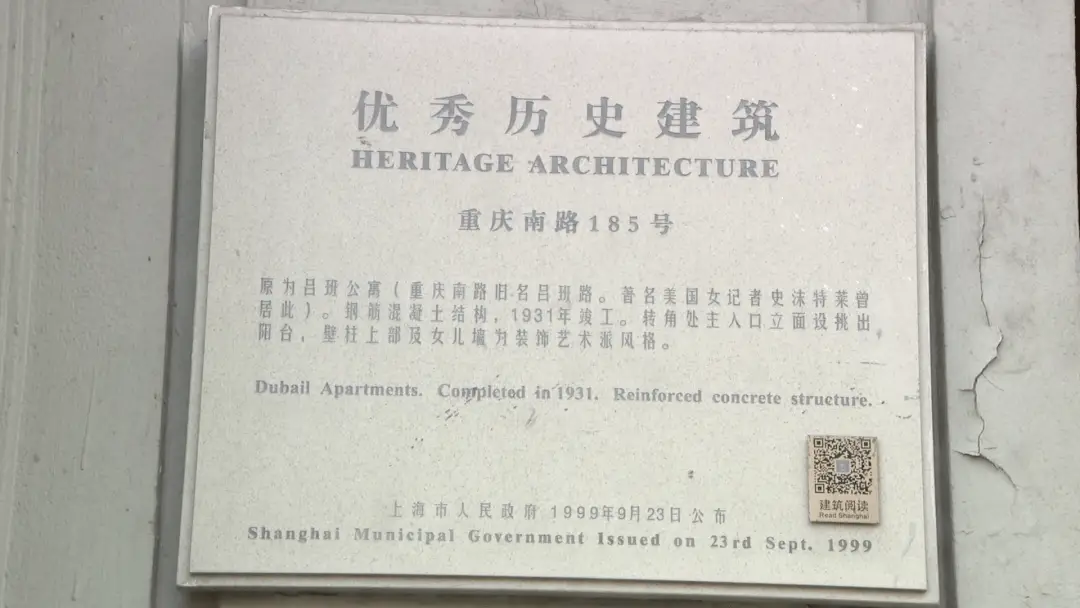 优秀历史建筑
HERITAGE ARCHITECTURE
重庆南路185号
原为吕班公寓（重庆南路旧名吕班路。著名美国女记者史沫特莱曾
居此）。钢筋混凝土结构，1931年竣工。转角处主入口立面设挑出
阳台，壁柱上部及女儿墙为装饰艺术派风格。
Dubail Apartments. Completed in 1931. Reinforced concrete structure.
建筑阅读
Read Shanghai
上海市人民政府 1999年9月23日公布
Shanghai Municipal Government Issued on 23rd Sept. 1999